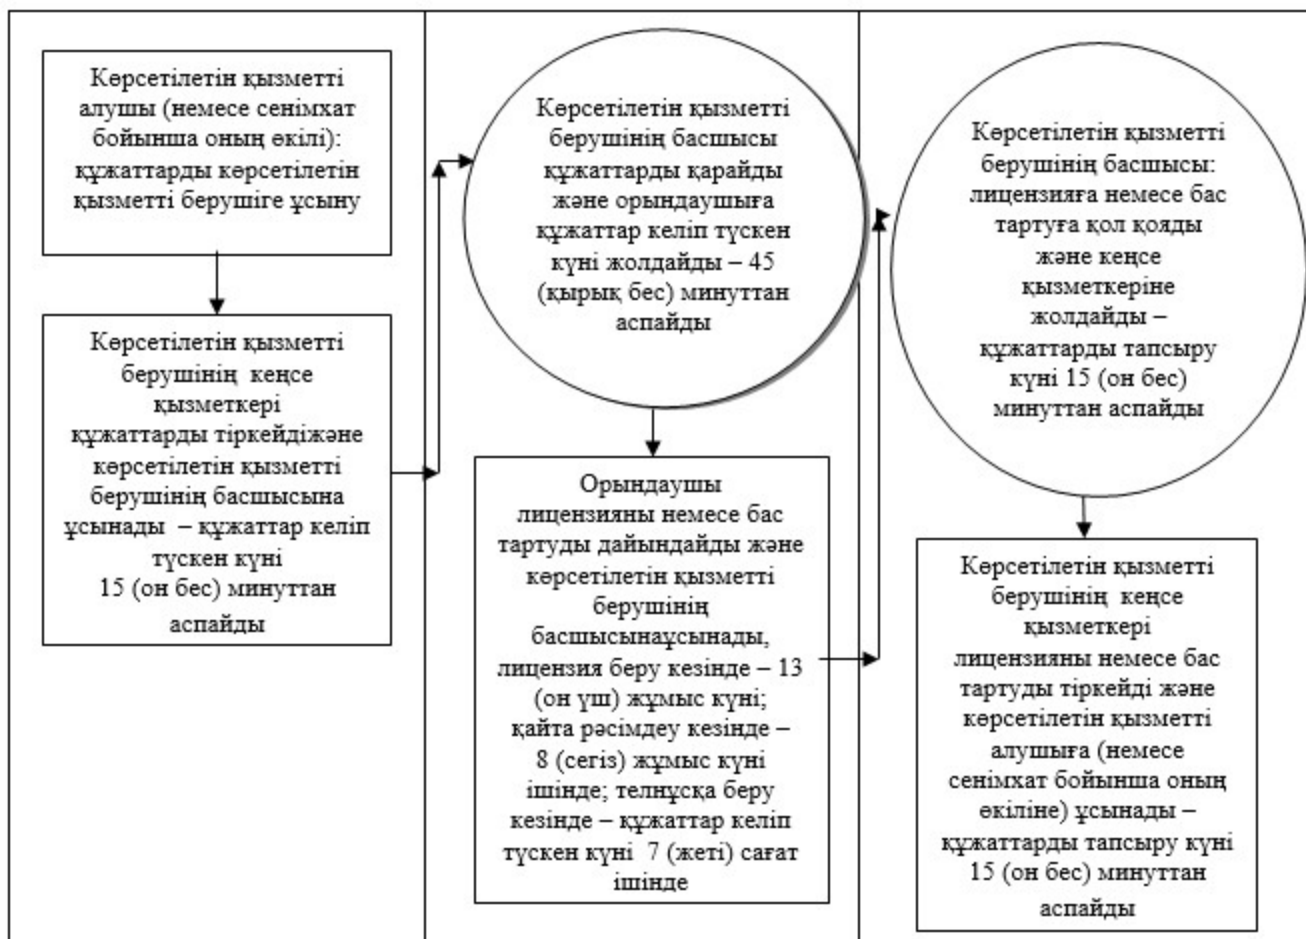 Көрсетілетін қызметті
алушы (немесе сенімхат
бойынша оның өкілі):
құжаттарды көрсетілетін
қызметті берушіге ұсыну
Көрсетілетін қызметті
берушінің кеңсе
қызметкері
құжаттарды тіркейдіжәне
көрсетілетін қызметті
берушінің басшысына
ұсынады – құжаттар келіп
түскен күні
15 (он бес) минуттан
аспайды
Көрсетілетін қызметті
берушінің басшысы
құжаттарды қарайды
және орындаушыға
құжаттар келіп түскен
күні жолдайды – 45
(қырық бес) минуттан
аспайды
Орындаушы
лицензияны немесе бас
тартуды дайындайды және
көрсетілетін қызметті
берушінің
басшысынаұсынады,
лицензия беру кезінде – 13
(он үш) жұмыс күні;
қайта рәсімдеу кезінде –
8 (сегіз) жұмыс күні
ішінде; телнұсқа беру
кезінде – құжаттар келіп
түскен күні 7 (жеті) сағат
ішінде
Көрсетілетін қызметті
берушінің басшысы:
лицензияға немесе бас
тартуға қол қояды
және кеңсе
қызметкеріне
жолдайды –
құжаттарды тапсыру
күні 15 (он бес)
минуттан аспайды
Көрсетілетін қызметті
берушінің кеңсе
қызметкері
лицензияны немесе бас
тартуды тіркейді және
көрсетілетін қызметті
алушыға (немесе
сенімхат бойынша оның
өкіліне) ұсынады –
құжаттарды тапсыру күні
15 (он бес) минуттан
аспайды